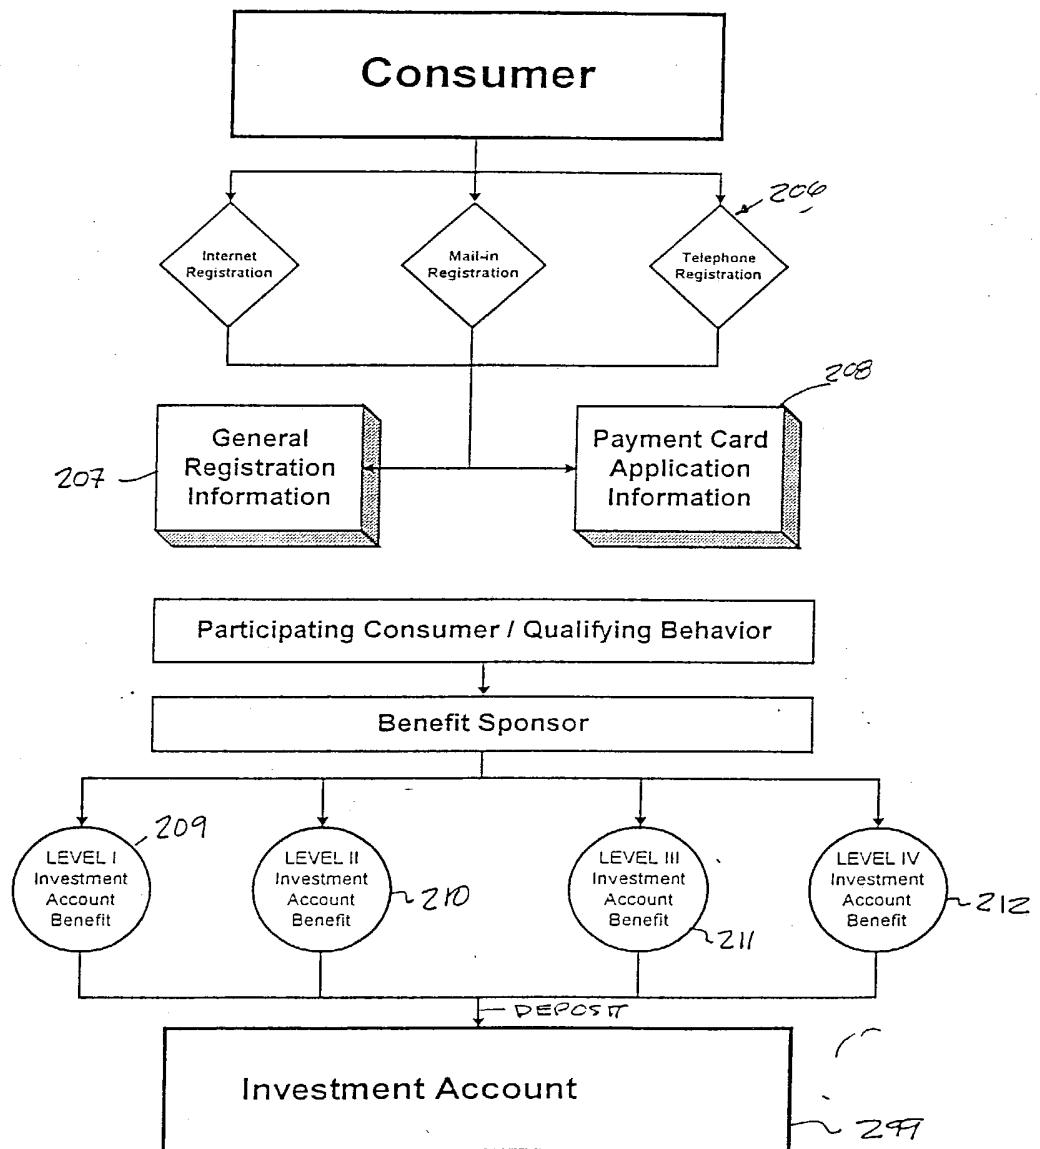 Consumer
206
Internet
Registration
Mail-in
Registration
Telephone
Registration
208
General
Registration
Information
207
Payment Card
Application
Information
Participating Consumer / Qualifying Behavior
Benefit Sponsor
209
LEVEL I
Investment
Account
Benefit
LEVEL II
Investment
Account
Benefit
210
LEVEL III
Investment
Account
Benefit
211
LEVEL IV
Investment
Account
Benefit
212
DEPOSIT
Investment Account
299